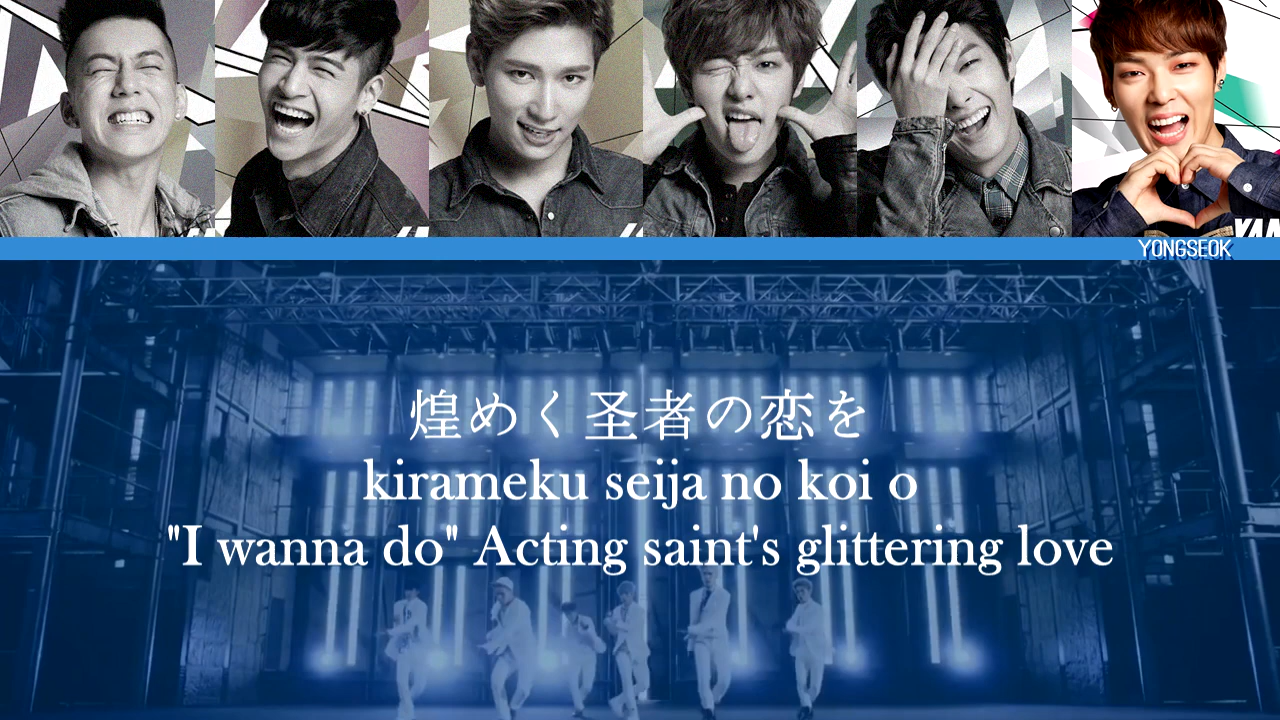 YAN
YONGSEOK
煌めく圣者の恋を
kirameku seija no koi o
"I wanna do" Acting saint's glittering love